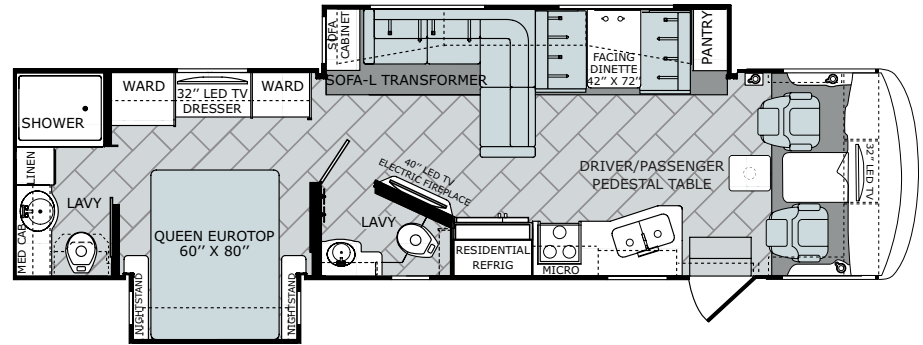 SOFA
CABINET
FACING
DINETTE
42" X 72"
PANTRY
SOFA-L TRANSFORMER
WARD
32" LED TV
DRESSER
WARD
SHOWER
LINEN
MED CAB
LAVY
QUEEN EUROTOP
60" X 80"
NIGHTSTAND
NIGHTSTAND
40" LED TV
ELECTRIC FIREPLACE
LAVY
RESIDENTIAL
REFRIG
MICRO
DRIVER/PASSENGER
PEDESTAL TABLE
32" LED TV